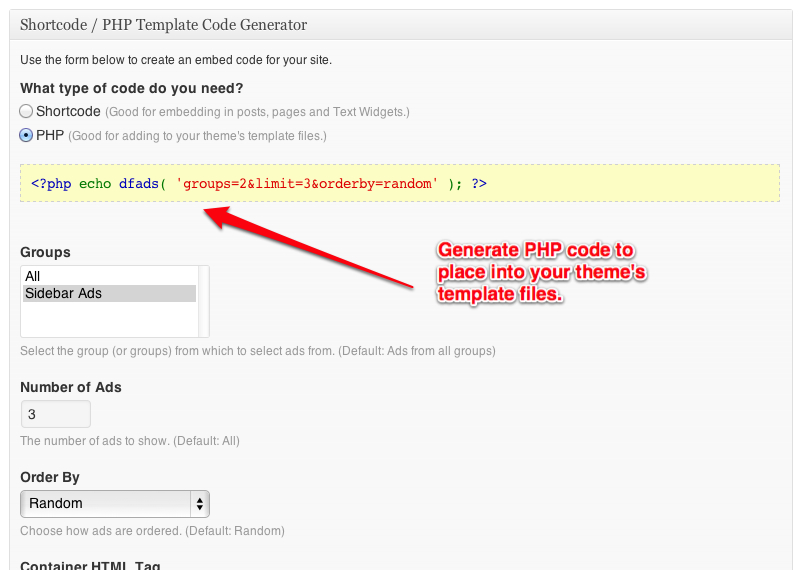 Shortcode / PHP Template Code Generator
Use the form below to create an embed code for your site.
What type of code do you need?
Shortcode (Good for embedding in posts, pages and Text Widgets.)
PHP (Good for adding to your theme's template files.)
<?php echo dfads( 'groups=2&limit=3&orderby=random' ); ?>
Generate PHP code to
place into your theme's
template files.
Groups
All
Sidebar Ads
Select the group (or groups) from which to select ads from. (Default: Ads from all groups)
Number of Ads
3
The number of ads to show. (Default: All)
Order By
Random
Choose how ads are ordered. (Default: Random)
Container HTML Tag